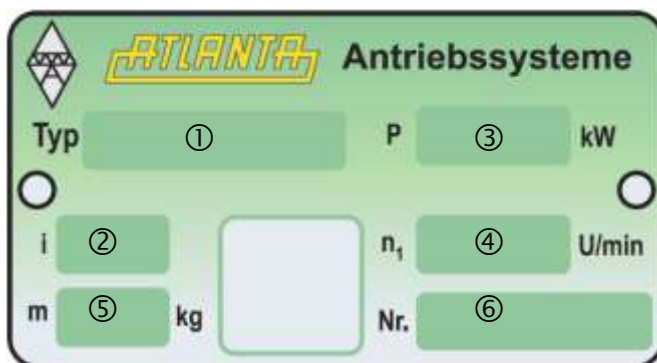 ATLANTA Antriebssysteme
Typ ① P ③ kW
i ② n₁ ④ U/min
m ⑤ kg Nr. ⑥